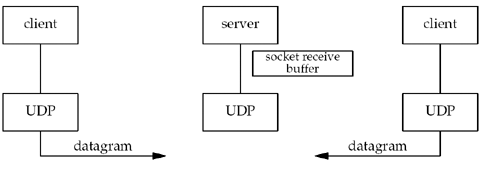 client
server
client
socket receive
buffer
UDP
UDP
UDP
datagram
datagram